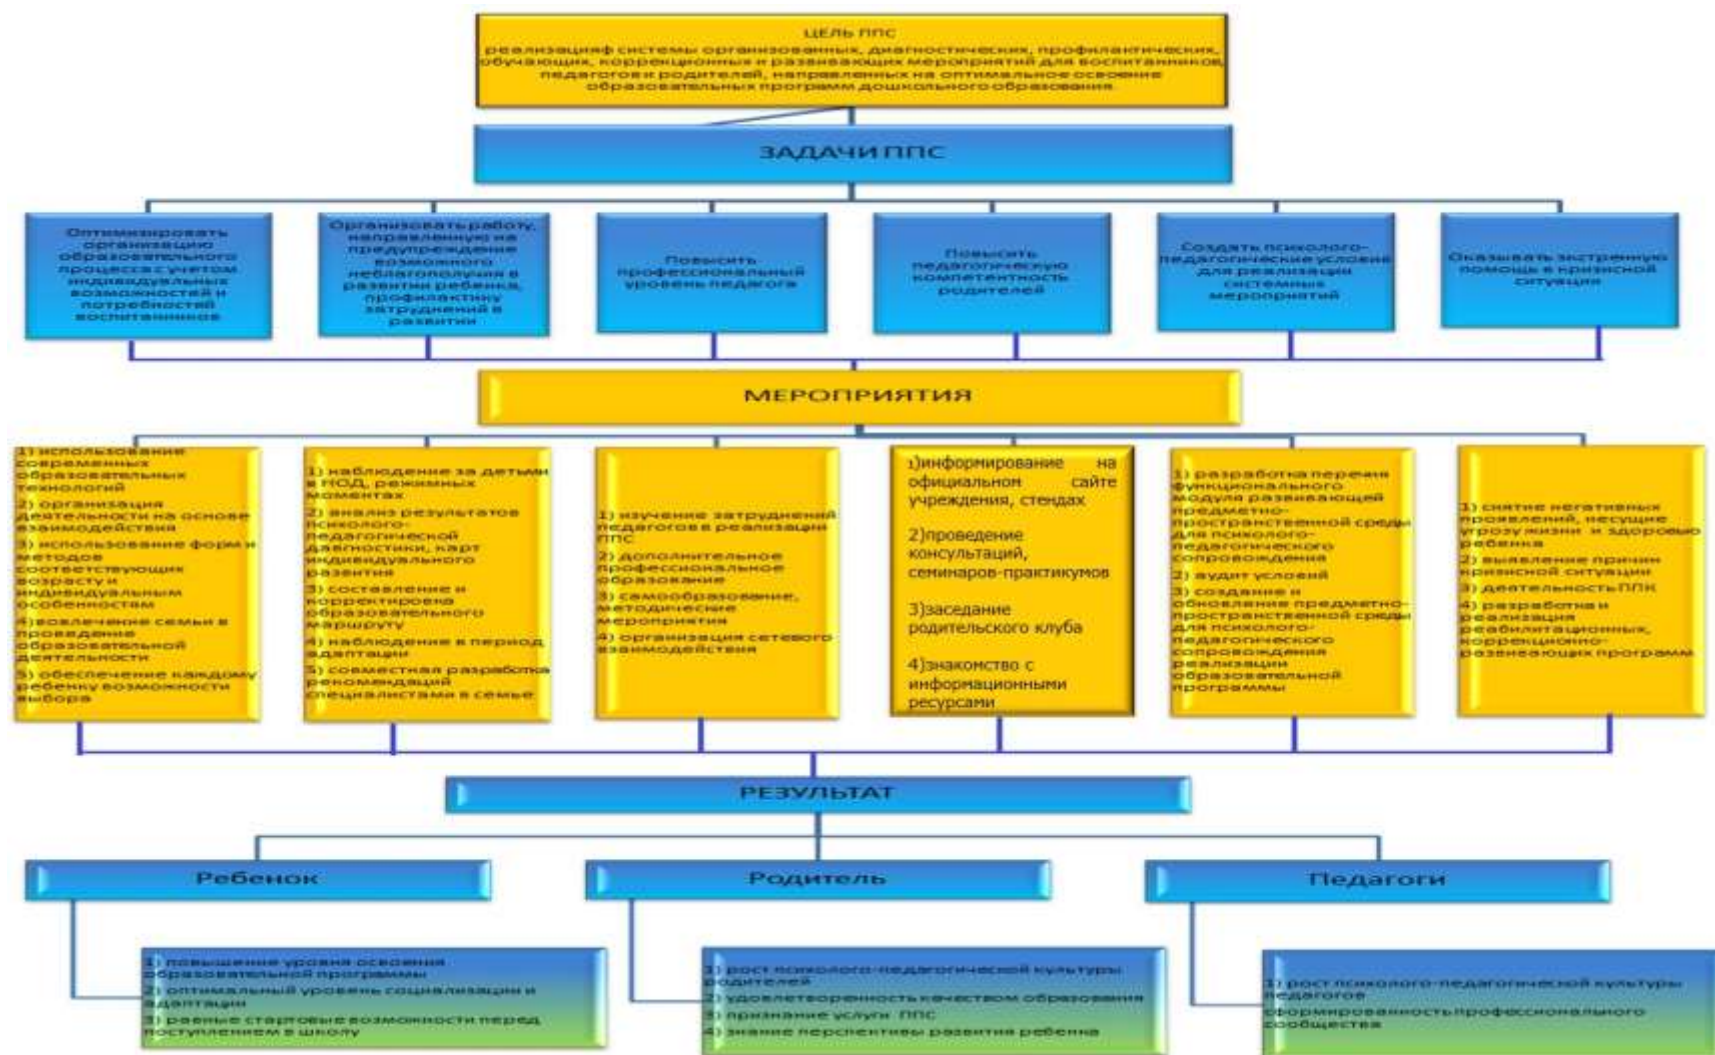 ЦЕЛЬ ППС
реализацияф системы организованных, диагностических, профилактических,
обучающих, коррекционных и развивающих мероприятий для воспитанников,
педагогов и родителей, направленных на оптимальное освоение
образовательных программ дошкольного образования
ЗАДАЧИ ППС
Оптимизировать
организацию
образовательного
процесса с учетом
индивидуальных
возможностей и
потребностей
воспитанников
Организовать работу,
направленную на
предупреждение
возможного
неблагополучия в
развитии ребенка,
профилактику
затруднений в
развитии
Повысить
профессиональный
уровень педагога
Повысить
педагогическую
компетентность
родителей
Создать психолого-
педагогические условия
для реализации
системных
мероприятий
Оказывать экстренную
помощь в кризисной
ситуации
МЕРОПРИЯТИЯ
1) использование
современных
образовательных
технологий
2) организация
деятельности на основе
взаимодействия
3) использование форм и
методов
соответствующих
возрасту и
индивидуальным
особенностям
4)вовлечение семьи в
проведение
образовательной
деятельности
5) обеспечение каждому
ребенку возможности
выбора
1) наблюдение за детьми
в НОД, режимных
моментах
2) анализ результатов
психолого-
педагогической
дагностики, карт
индивидуального
развития
3) составление и
корректировка
образовательного
маршруту
4) наблюдение в период
адаптации
5) совместная разработка
рекомендаций
специалистами в семье
1) изучение затруднений
педагогов в реализации
ППС
2) дополнительное
профессиональное
образование
3) самообразование,
методические
мероприятия
4) организация сетевого
взаимодействия
1)информирование на
официальном сайте
учреждения, стендах
2)проведение
консультаций,
семинаров-практикумов
3)заседание
родительского клуба
4)знакомство с
информационными
ресурсами
1) разработка перечня
функционального
модуля развивающей
предметно-
пространственной среды
для психолого-
педагогического
сопровождения
2) аудит условий
3) создание и
обновление предметно-
пространственной среды
для психолого-
педагогического
сопровождения
реализации
образовательной
программы
1) снятие негативных
проявлений, несущие
угрозу жизни и здоровью
ребенка
2) выявление причин
кризисной ситуации
3) деятельность ППК
4) разработка и
реализация
реабилитационных,
коррекционно-
развивающих программ
РЕЗУЛЬТАТ
Ребенок
Родитель
Педагоги
1) повышение уровня освоения
образовательной программы
2) оптимальный уровень социализации и
адаптации
3) равные стартовые возможности перед
поступлением в школу
1) рост психолого-педагогической культуры
родителей
2) удовлетворенность качеством образования
3) признание услуги ППС
4) знание перспективы развития ребенка
1) рост психолого-педагогической культуры
педагогов
сформированность профессионального
сообщества